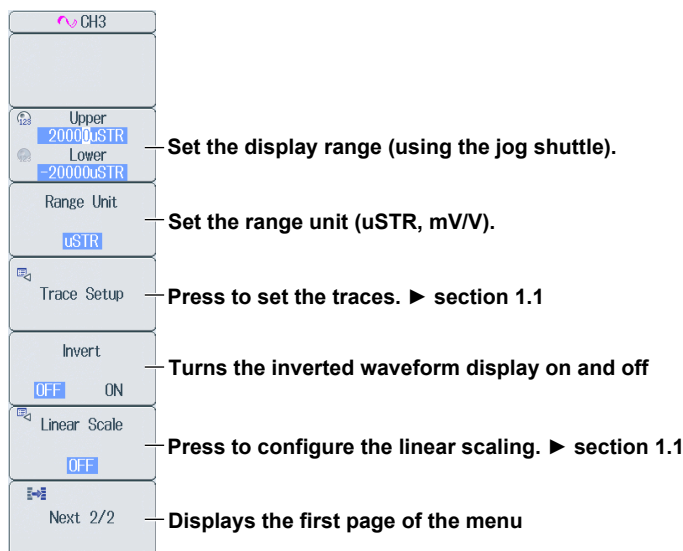 CH3
Upper
20000uSTR
Lower
-20000uSTR
Set the display range (using the jog shuttle).
Range Unit
uSTR
Set the range unit (uSTR, mV/V).
Trace Setup
Press to set the traces. ► section 1.1
Invert
OFF ON
Turns the inverted waveform display on and off
Linear Scale
OFF
Press to configure the linear scaling. ► section 1.1
Next 2/2
Displays the first page of the menu